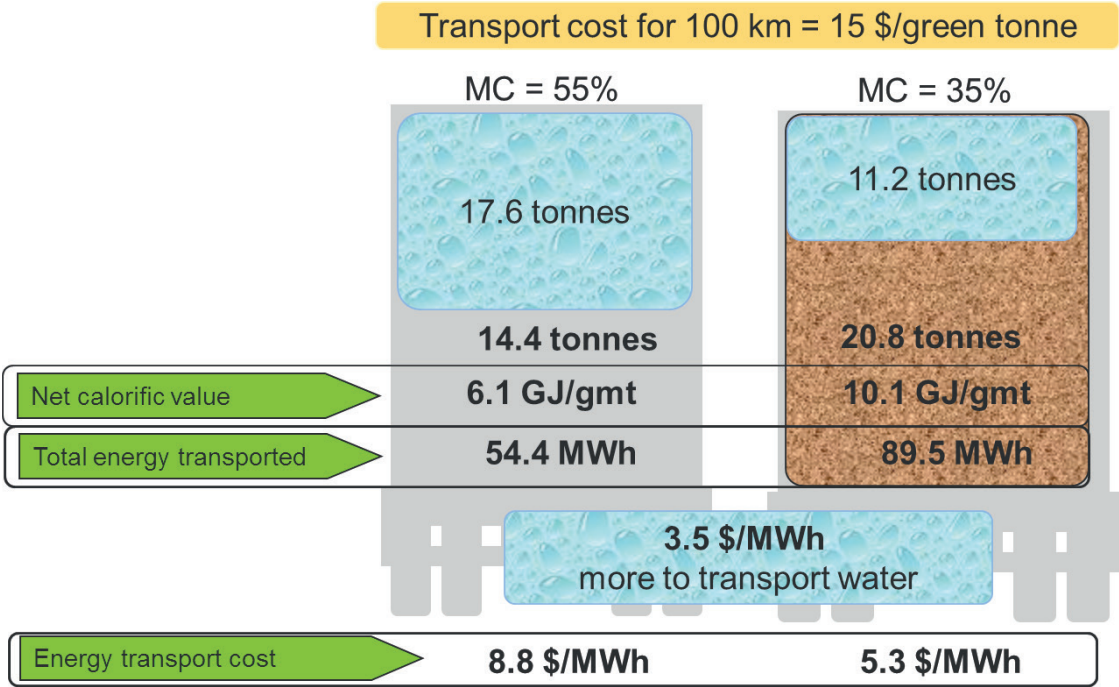 Transport cost for 100 km = 15 $/green tonne
MC = 55%
MC = 35%
17.6 tonnes
11.2 tonnes
14.4 tonnes
20.8 tonnes
Net calorific value
6.1 GJ/gmt
10.1 GJ/gmt
Total energy transported
54.4 MWh
89.5 MWh
3.5 $/MWh
more to transport water
Energy transport cost
8.8 $/MWh
5.3 $/MWh